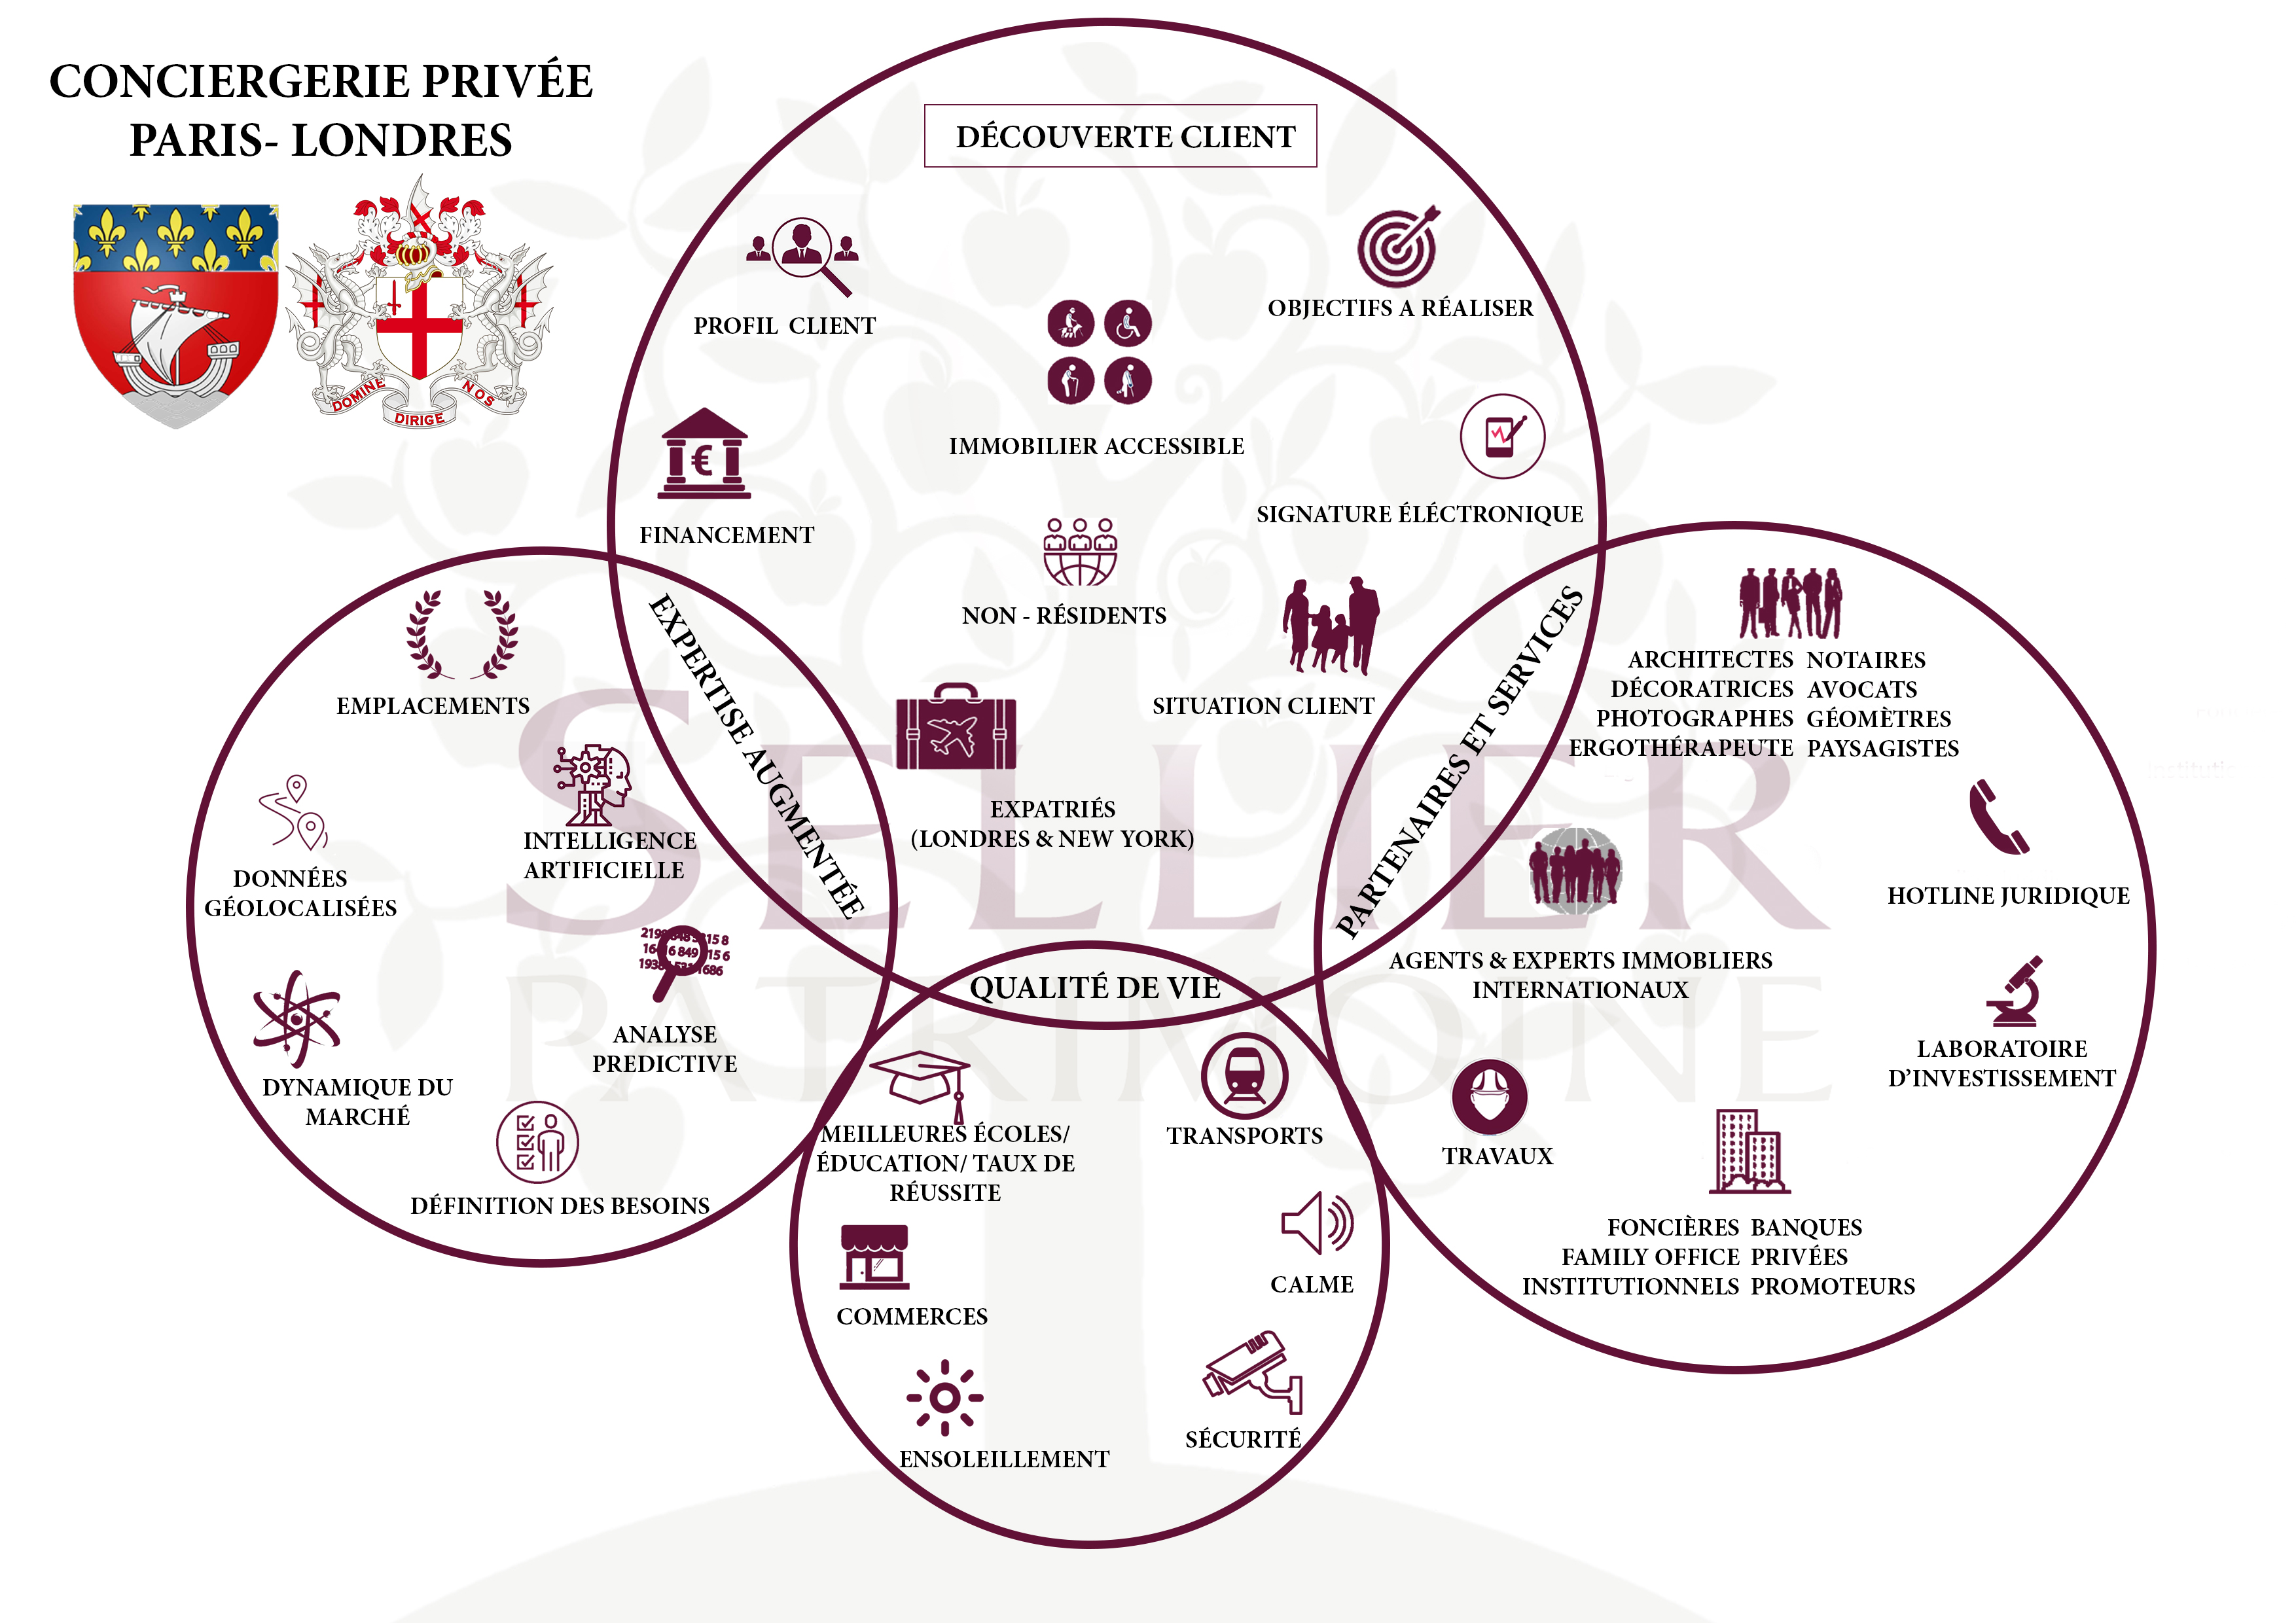 CONCIERGERIE PRIVÉE
PARIS- LONDRES
DOMINE
DIRIGE
NOS
DÉCOUVERTE CLIENT
PROFIL CLIENT
OBJECTIFS A RÉALISER
IMMOBILIER ACCESSIBLE
FINANCEMENT
€
SIGNATURE ÉLÉCTRONIQUE
NON - RÉSIDENTS
SITUATION CLIENT
EXPATRIÉS
(LONDRES & NEW YORK)
EXPERTISE AUGMENTÉE
EMPLACEMENTS
INTELLIGENCE
ARTIFICIELLE
DONNÉES
GÉOLOCALISÉES
ANALYSE
PREDICTIVE
DYNAMIQUE DU
MARCHÉ
DÉFINITION DES BESOINS
PARTENAIRES ET SERVICES
ARCHITECTES NOTAIRES
DÉCORATRICES AVOCATS
PHOTOGRAPHES GÉOMÈTRES
ERGOTHÉRAPEUTE PAYSAGISTES
HOTLINE JURIDIQUE
AGENTS & EXPERTS IMMOBLIERS
INTERNATIONAUX
LABORATOIRE
D’INVESTISSEMENT
TRAVAUX
FONCIÈRES BANQUES
FAMILY OFFICE PRIVÉES
INSTITUTIONNELS PROMOTEURS
QUALITÉ DE VIE
MEILLEURES ÉCOLES/
ÉDUCATION/ TAUX DE
RÉUSSITE
TRANSPORTS
CALME
COMMERCES
SÉCURITÉ
ENSOLEILLEMENT
SELLIER
PATRIMOINE